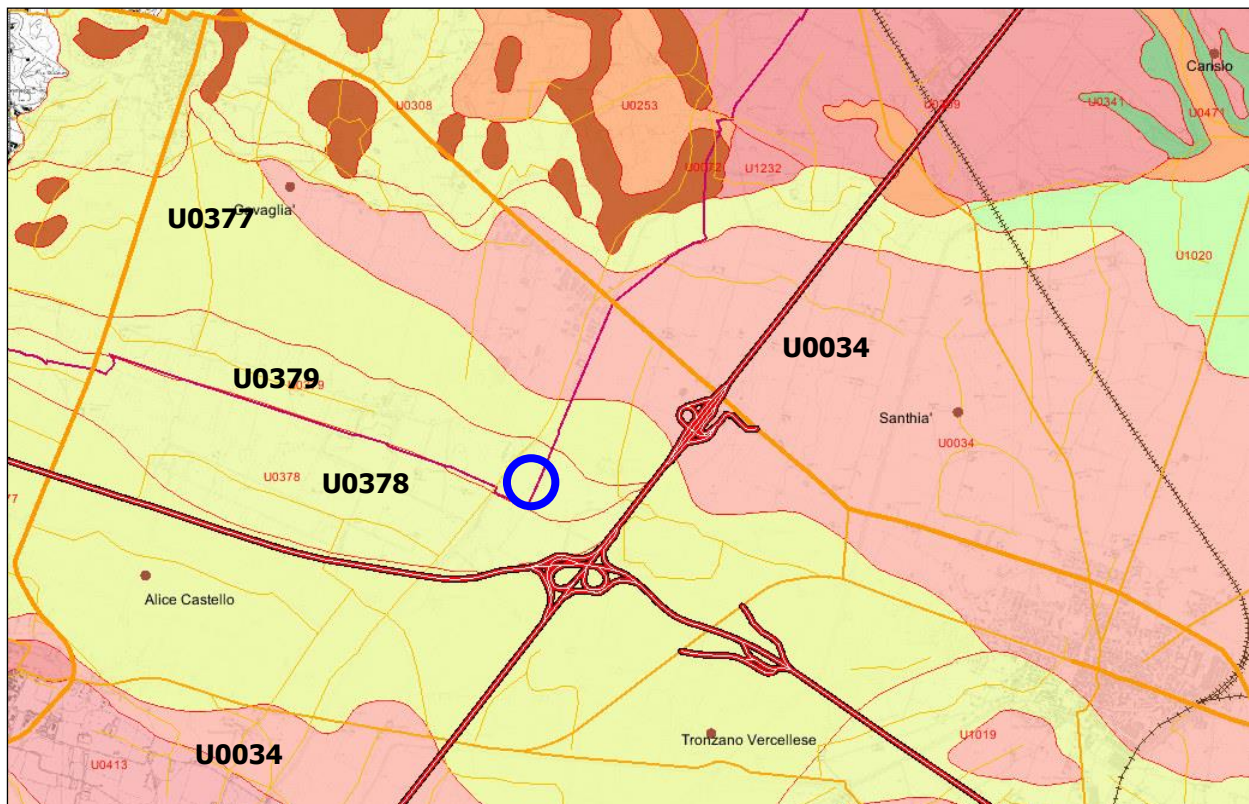 Carisio
U0308
U0253
U0341
U0471
U0072
U1232
Cavaglia'
U0377
U1020
U0034
U0379
Santhia'
U0034
U0378
U0378
Alice Castello
Tronzano Vercellese
U1019
U0034
U0413